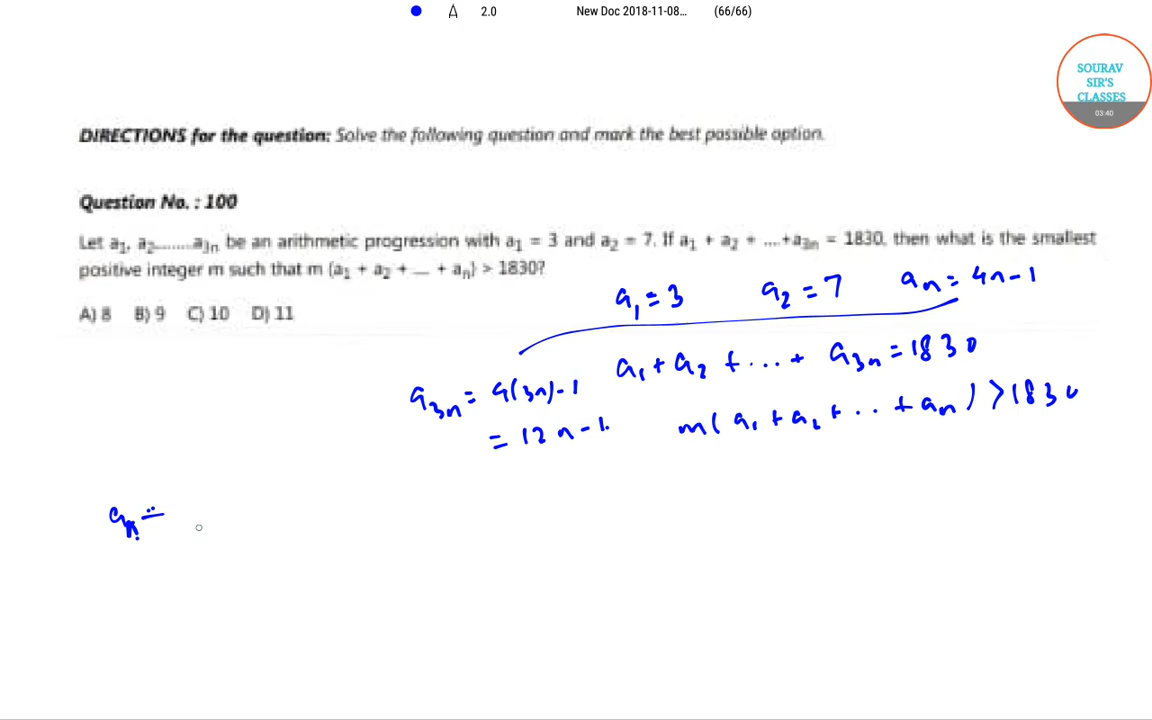 2.0 New Doc 2018-11-08... (66/66)
SOURAV
SIR'S
CLASSES
03:40
DIRECTIONS for the question: Solve the following question and mark the best possible option.
Question No. : 100
Let a1, a2.......a3n be an arithmetic progression with a1 = 3 and a2 = 7. If a1 + a2 + ....+a3n = 1830, then what is the smallest
positive integer m such that m (a1 + a2 + ... + an) > 1830?
A) 8 B) 9 C) 10 D) 11
a1 = 3 a2 = 7 an = 4n-1
a1 + a2 + ... + a3n = 1830
a3n = 4(3n)-1
= 12n-1. m(a1 + a2 + .. + an) > 1830